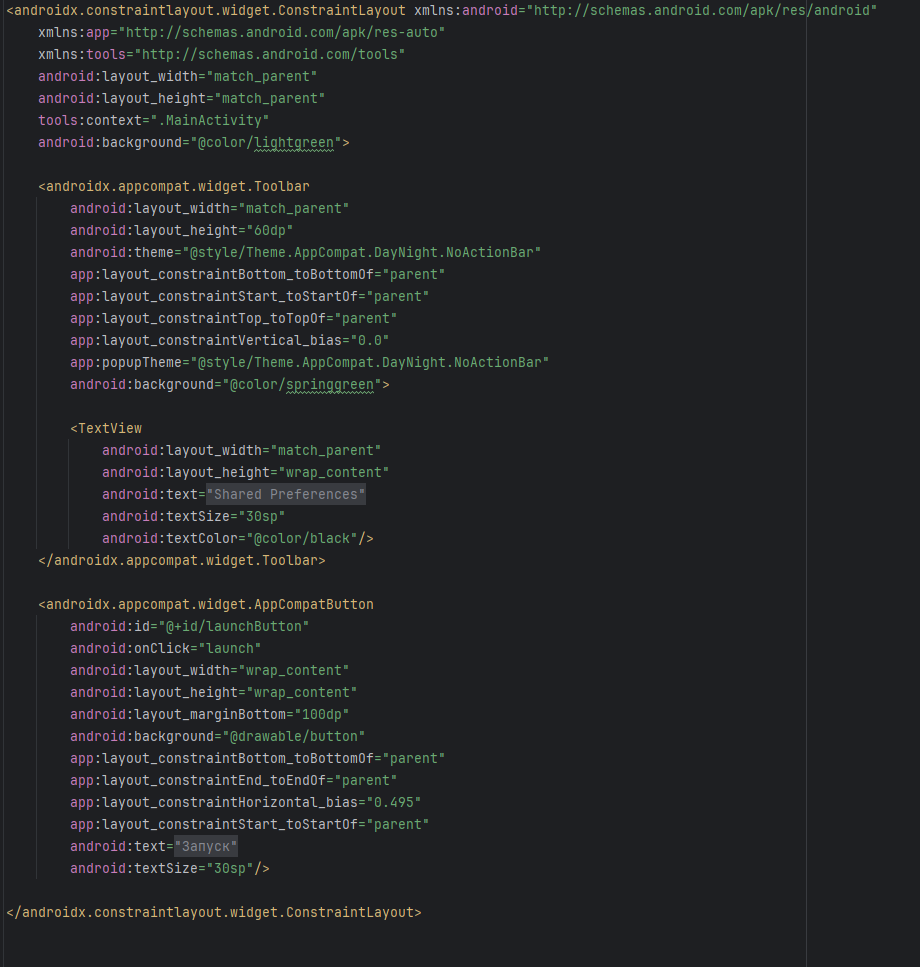 <androidx.constraintlayout.widget.ConstraintLayout xmlns:android="http://schemas.android.com/apk/res/android"
    xmlns:app="http://schemas.android.com/apk/res-auto"
    xmlns:tools="http://schemas.android.com/tools"
    android:layout_width="match_parent"
    android:layout_height="match_parent"
    tools:context=".MainActivity"
    android:background="@color/lightgreen">

    <androidx.appcompat.widget.Toolbar
        android:layout_width="match_parent"
        android:layout_height="60dp"
        android:theme="@style/Theme.AppCompat.DayNight.NoActionBar"
        app:layout_constraintBottom_toBottomOf="parent"
        app:layout_constraintStart_toStartOf="parent"
        app:layout_constraintTop_toTopOf="parent"
        app:layout_constraintVertical_bias="0.0"
        app:popupTheme="@style/Theme.AppCompat.DayNight.NoActionBar"
        android:background="@color/springgreen">

        <TextView
            android:layout_width="match_parent"
            android:layout_height="wrap_content"
            android:text="Shared Preferences"
            android:textSize="30sp"
            android:textColor="@color/black"/>
    </androidx.appcompat.widget.Toolbar>

    <androidx.appcompat.widget.AppCompatButton
        android:id="@+id/launchButton"
        android:onClick="launch"
        android:layout_width="wrap_content"
        android:layout_height="wrap_content"
        android:layout_marginBottom="100dp"
        android:background="@drawable/button"
        app:layout_constraintBottom_toBottomOf="parent"
        app:layout_constraintEnd_toEndOf="parent"
        app:layout_constraintHorizontal_bias="0.495"
        app:layout_constraintStart_toStartOf="parent"
        android:text="Запуск"
        android:textSize="30sp"/>

</androidx.constraintlayout.widget.ConstraintLayout>